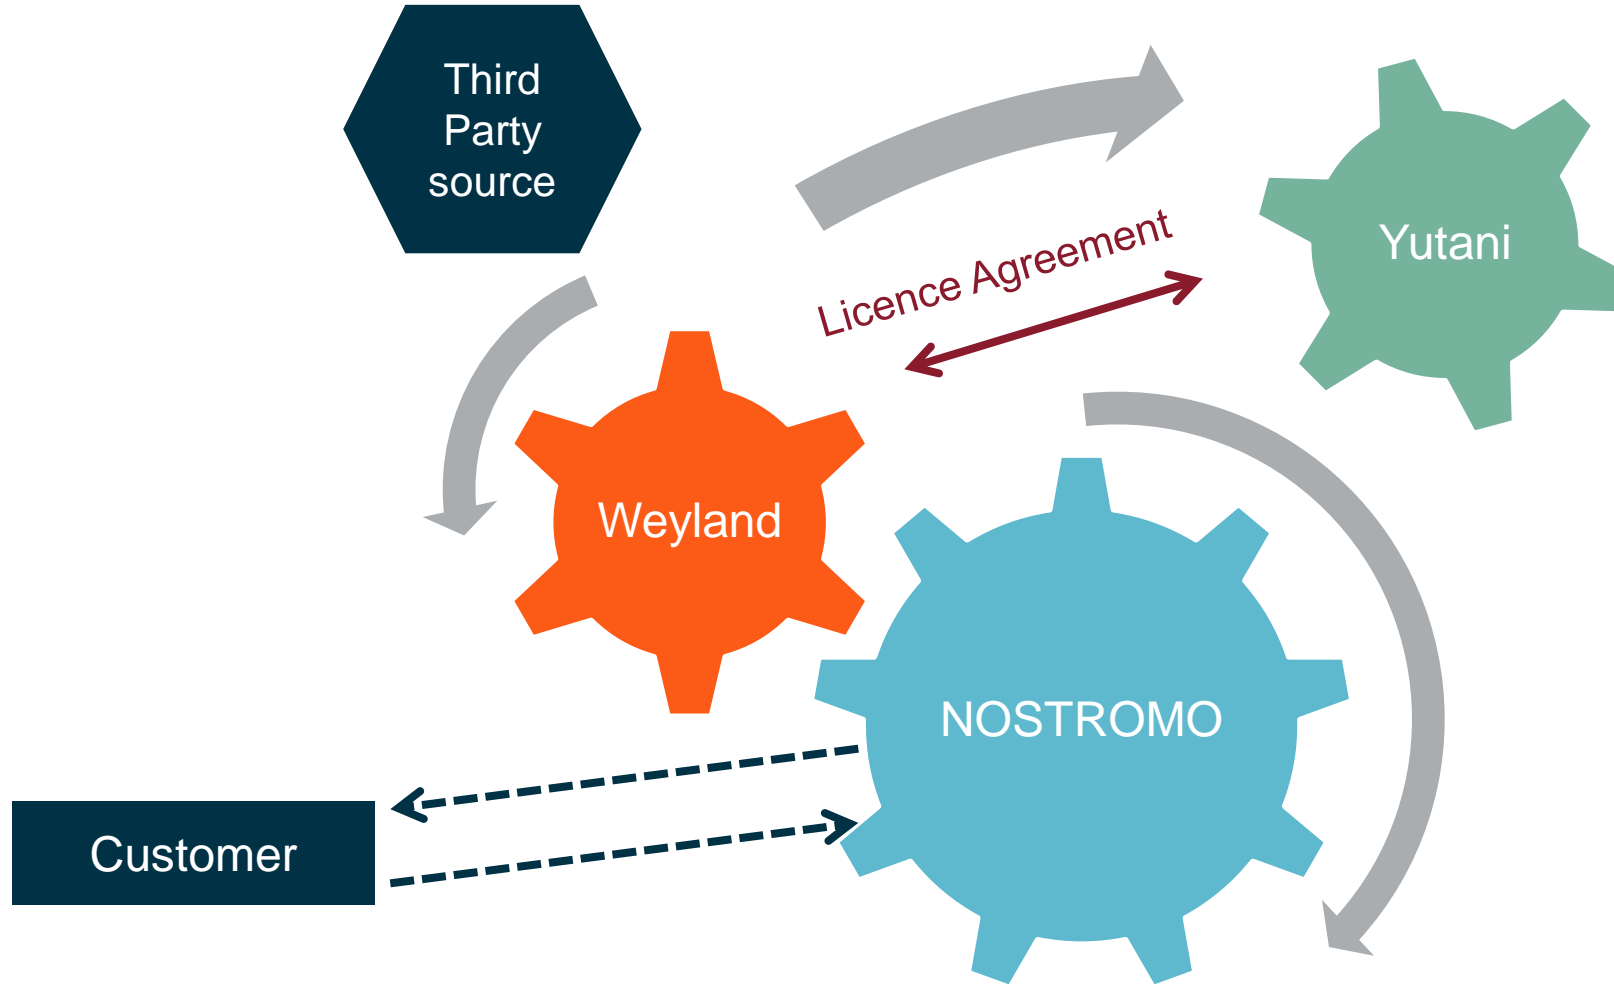 Third
Party
source
Yutani
Licence Agreement
Weyland
NOSTROMO
Customer